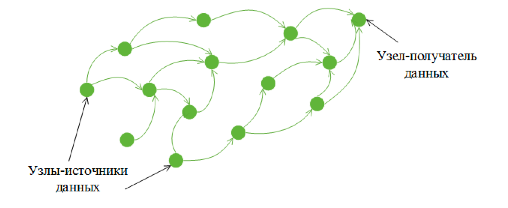 Узел-получатель
данных
Узлы-источники
данных